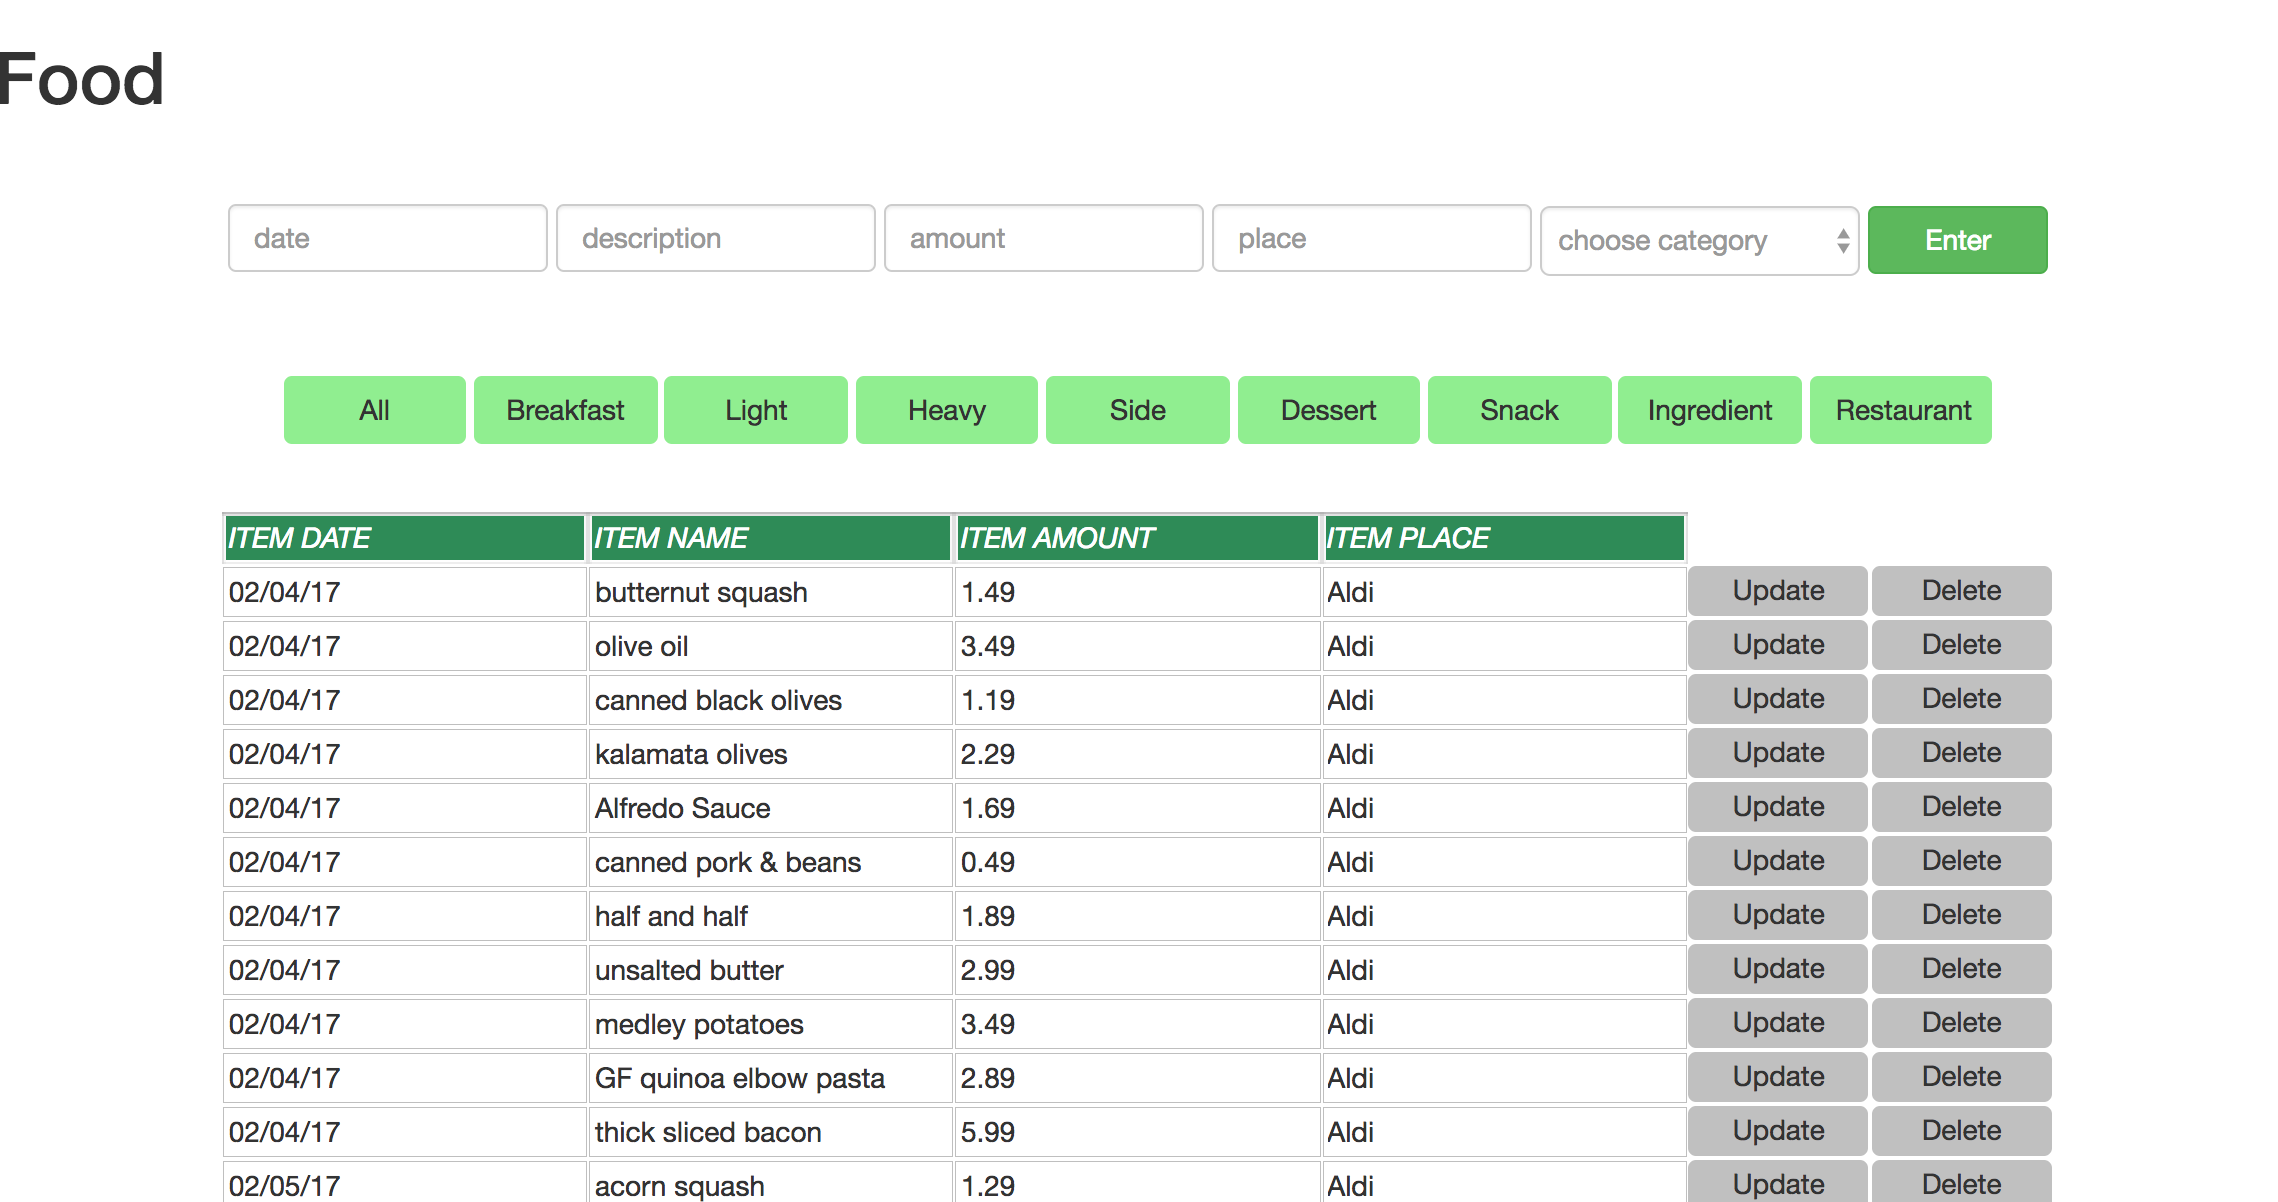 Food
date description amount place choose category Enter
All Breakfast Light Heavy Side Dessert Snack Ingredient Restaurant
ITEM DATE ITEM NAME ITEM AMOUNT ITEM PLACE
02/04/17 butternut squash 1.49 Aldi Update Delete
02/04/17 olive oil 3.49 Aldi Update Delete
02/04/17 canned black olives 1.19 Aldi Update Delete
02/04/17 kalamata olives 2.29 Aldi Update Delete
02/04/17 Alfredo Sauce 1.69 Aldi Update Delete
02/04/17 canned pork & beans 0.49 Aldi Update Delete
02/04/17 half and half 1.89 Aldi Update Delete
02/04/17 unsalted butter 2.99 Aldi Update Delete
02/04/17 medley potatoes 3.49 Aldi Update Delete
02/04/17 GF quinoa elbow pasta 2.89 Aldi Update Delete
02/04/17 thick sliced bacon 5.99 Aldi Update Delete
02/05/17 acorn squash 1.29 Aldi Update Delete